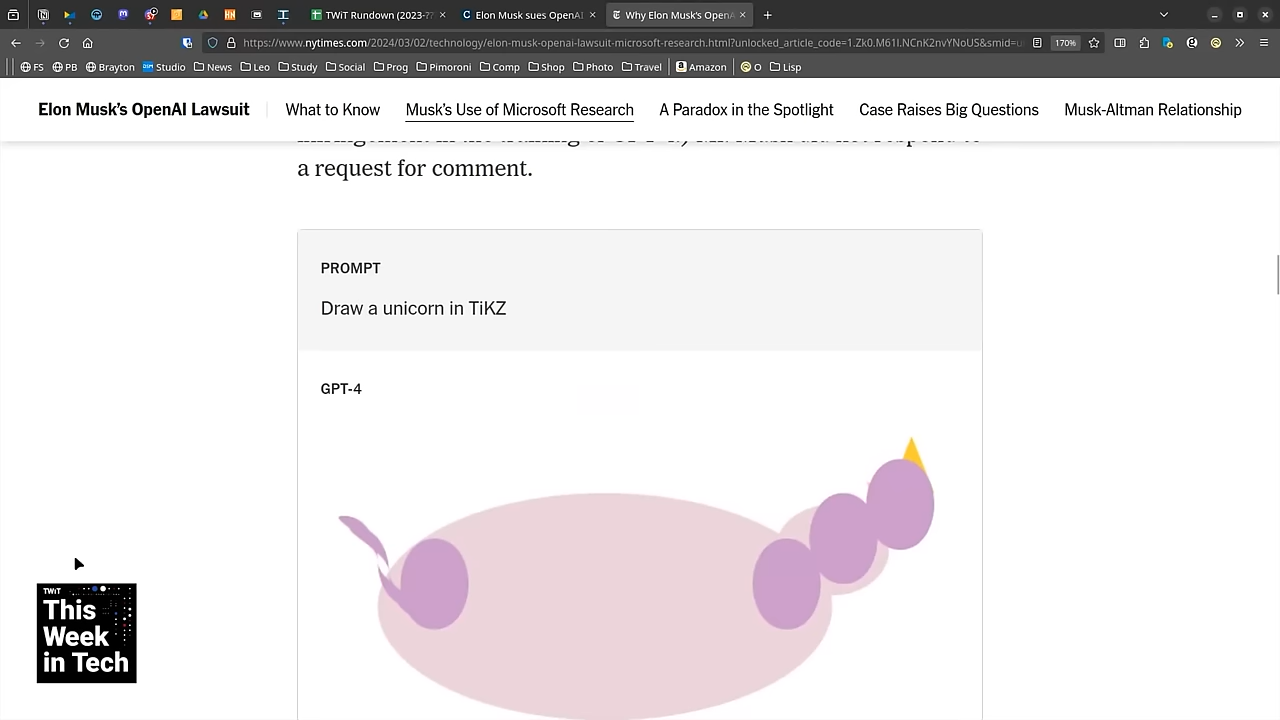 TWiT Rundown (2023-??
Elon Musk sues OpenAI
Why Elon Musk's OpenA
https://www.nytimes.com/2024/03/02/technology/elon-musk-openai-lawsuit-microsoft-research.html?unlocked_article_code=1.Zk0.M61I.NCnK2nvYNoUS&smid=u
170%
FS PB Brayton Studio News Leo Study Social Prog Pimoroni Comp Shop Photo Travel Amazon O Lisp
Elon Musk's OpenAI Lawsuit What to Know Musk's Use of Microsoft Research A Paradox in the Spotlight Case Raises Big Questions Musk-Altman Relationship
a request for comment.
PROMPT
Draw a unicorn in TiKZ
GPT-4
TWiT
This
Week
in Tech